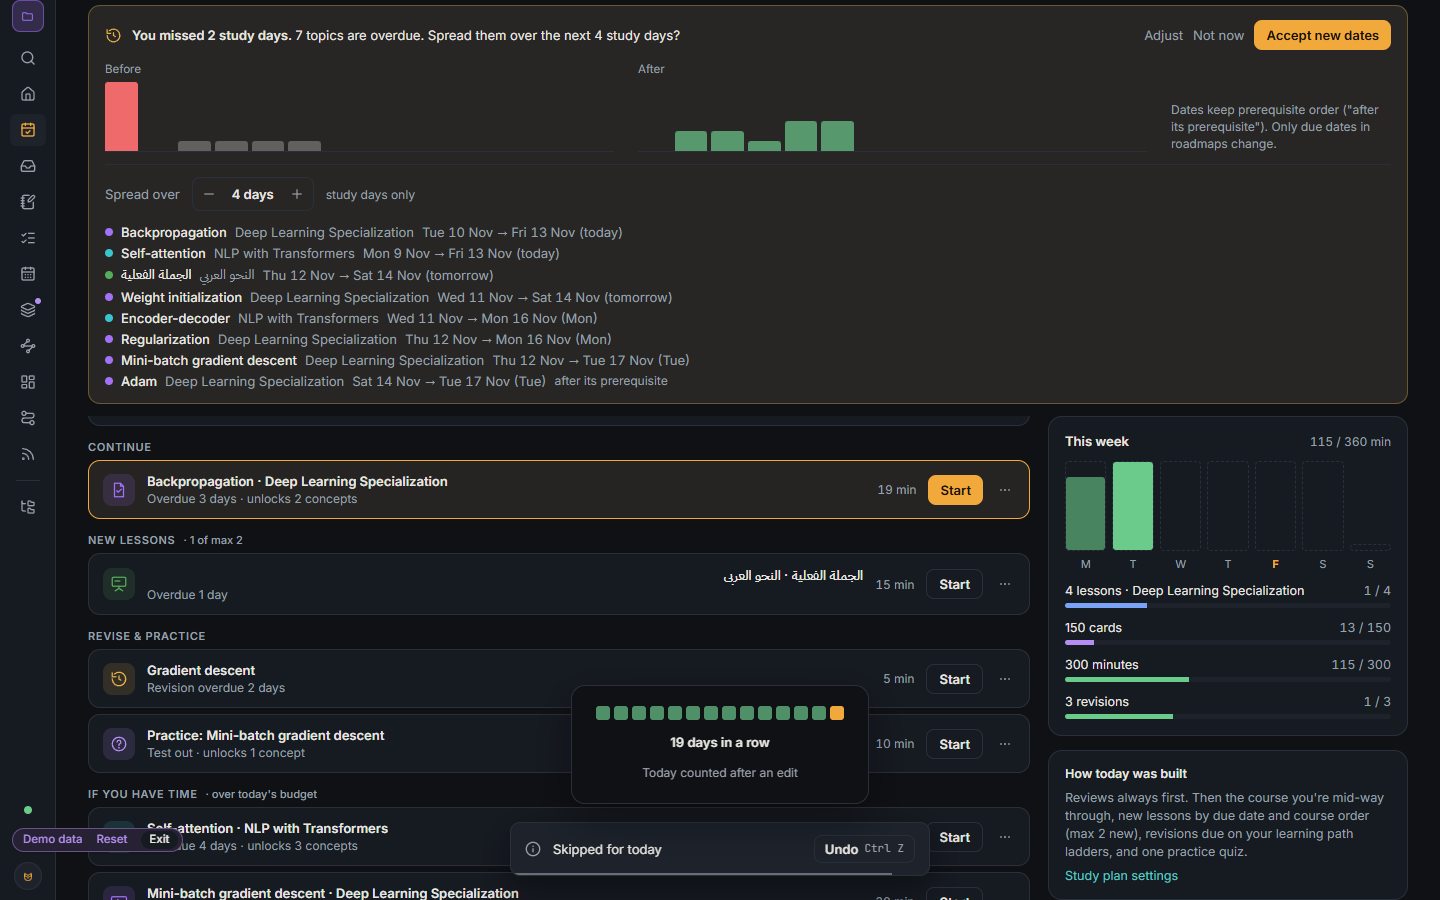 You missed 2 study days. 7 topics are overdue. Spread them over the next 4 study days?
Adjust
Not now
Accept new dates
Before
After
Dates keep prerequisite order ("after
its prerequisite"). Only due dates in
roadmaps change.
Spread over
4 days
study days only
Backpropagation Deep Learning Specialization Tue 10 Nov → Fri 13 Nov (today)
Self-attention NLP with Transformers Mon 9 Nov → Fri 13 Nov (today)
الجملة الفعلية النحو العربي Thu 12 Nov → Sat 14 Nov (tomorrow)
Weight initialization Deep Learning Specialization Wed 11 Nov → Sat 14 Nov (tomorrow)
Encoder-decoder NLP with Transformers Wed 11 Nov → Mon 16 Nov (Mon)
Regularization Deep Learning Specialization Thu 12 Nov → Mon 16 Nov (Mon)
Mini-batch gradient descent Deep Learning Specialization Thu 12 Nov → Tue 17 Nov (Tue)
Adam Deep Learning Specialization Sat 14 Nov → Tue 17 Nov (Tue) after its prerequisite
CONTINUE
Backpropagation · Deep Learning Specialization
Overdue 3 days · unlocks 2 concepts
19 min
Start
NEW LESSONS · 1 of max 2
الجملة الفعلية · النحو العربي
Overdue 1 day
15 min
Start
REVISE & PRACTICE
Gradient descent
Revision overdue 2 days
5 min
Start
Practice: Mini-batch gradient descent
Test out · unlocks 1 concept
10 min
Start
19 days in a row
Today counted after an edit
IF YOU HAVE TIME · over today's budget
Self-attention · NLP with Transformers
due 4 days · unlocks 3 concepts
Start
Mini-batch gradient descent · Deep Learning Specialization
Skipped for today
Undo Ctrl Z
Demo data
Reset
Exit
This week
115 / 360 min
M T W T F S S
4 lessons · Deep Learning Specialization 1 / 4
150 cards 13 / 150
300 minutes 115 / 300
3 revisions 1 / 3
How today was built
Reviews always first. Then the course you're mid-way
through, new lessons by due date and course order
(max 2 new), revisions due on your learning path
ladders, and one practice quiz.
Study plan settings